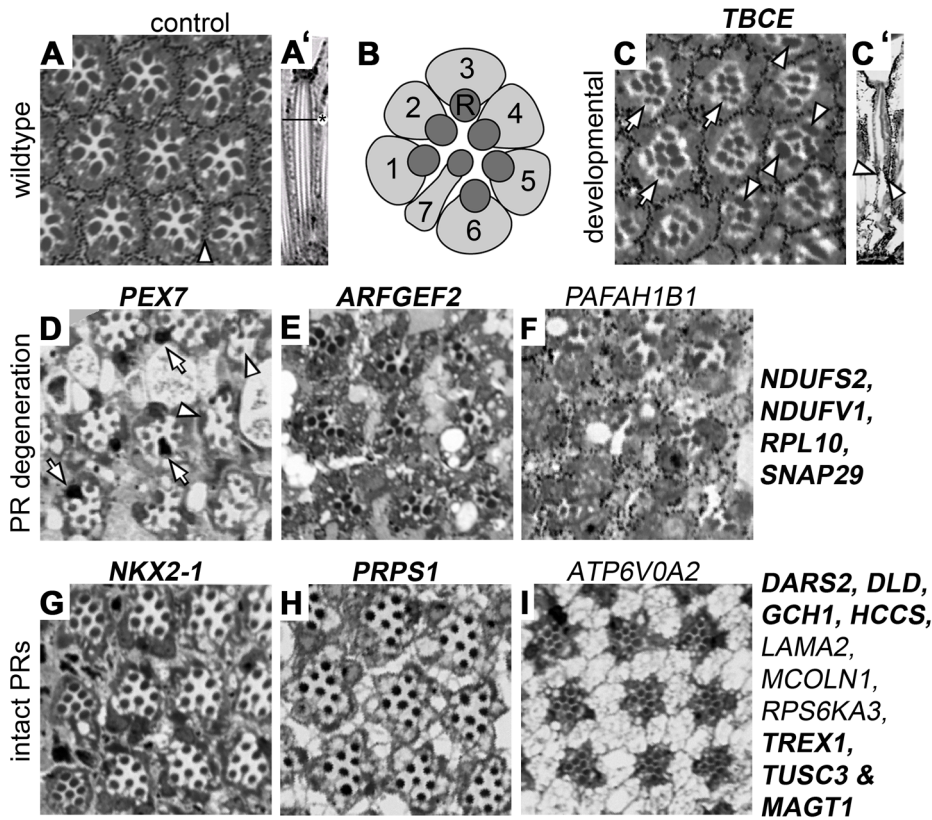 control
TBCE
A
A'
B
C
C'
wildtype
*
3
R
2
4
1
5
7
6
developmental
PEX7
ARFGEF2
PAFAH1B1
D
E
F
PR degeneration
NDUFS2,
NDUFV1,
RPL10,
SNAP29
NKX2-1
PRPS1
ATP6V0A2
G
H
I
intact PRs
DARS2, DLD,
GCH1, HCCS,
LAMA2,
MCOLN1,
RPS6KA3,
TREX1,
TUSC3 &
MAGT1